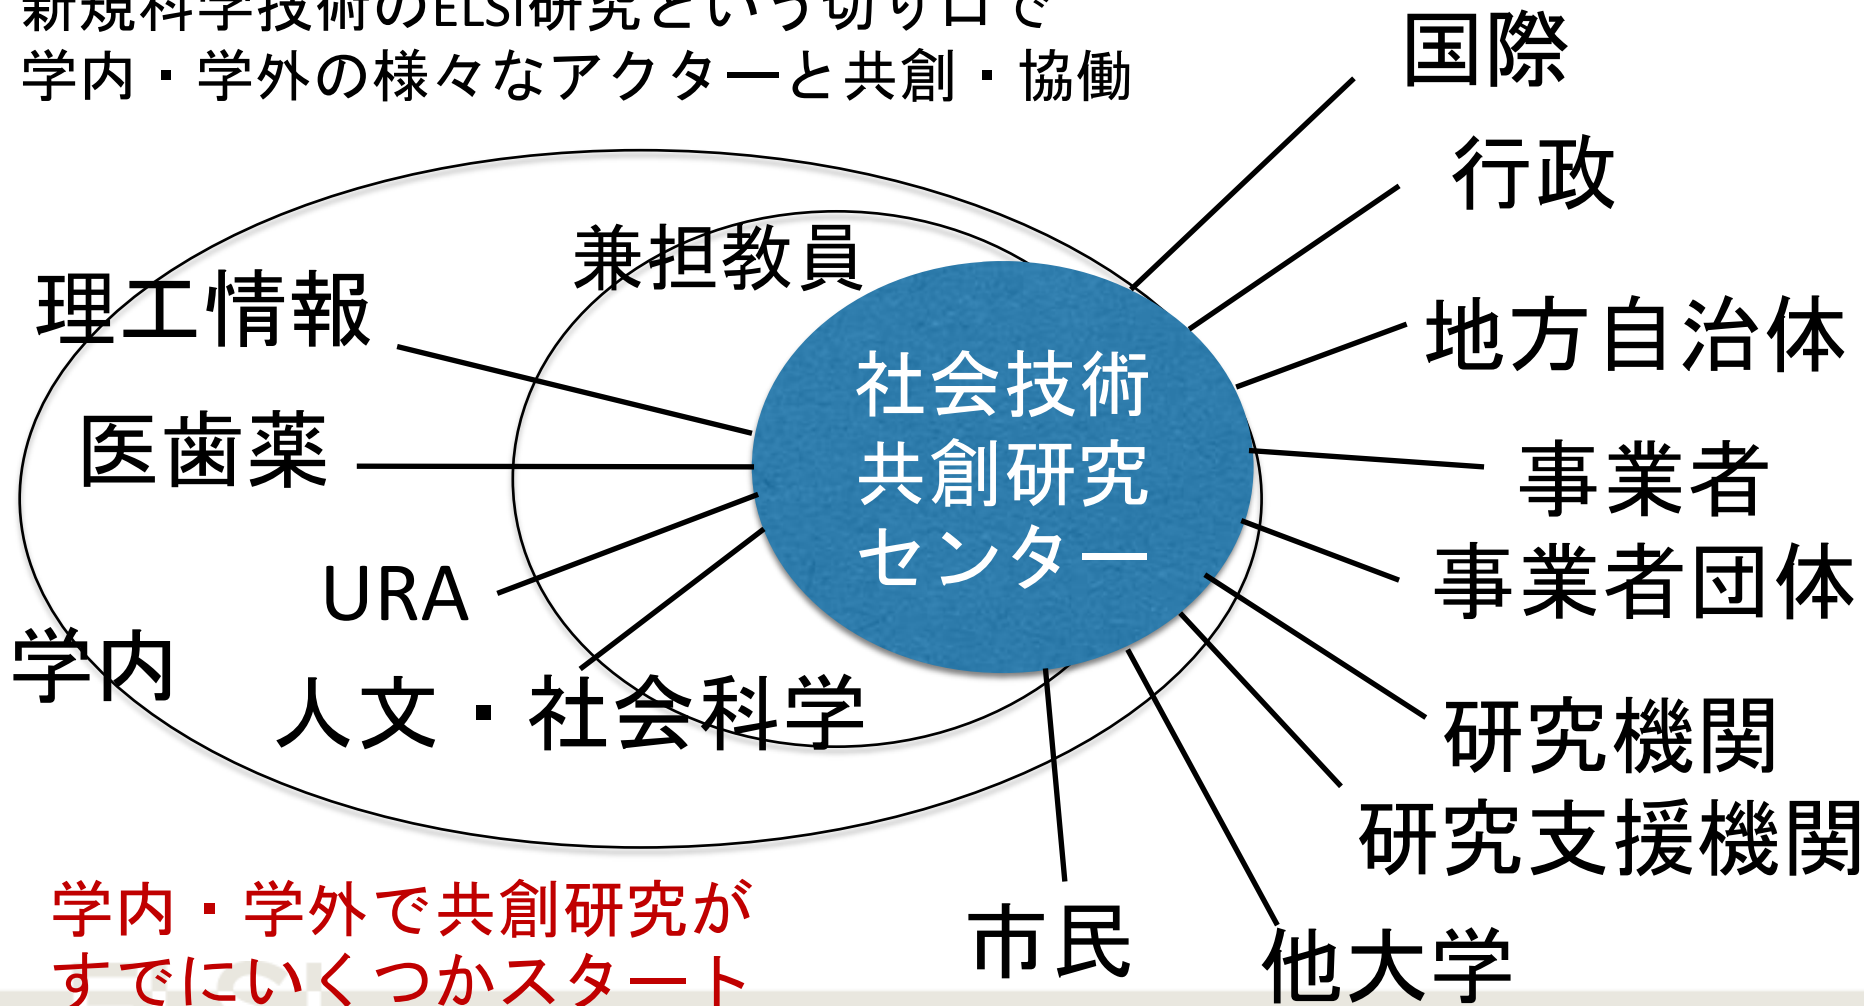 新規科学技術のELSI研究という切り口で
学内・学外の様々なアクターと共創・協働
国際
行政
兼担教員
理工情報
地方自治体
社会技術
共創研究
センター
医歯薬
事業者
事業者団体
URA
学内
人文・社会科学
研究機関
研究支援機関
学内・学外で共創研究が
すでにいくつかスタート
市民
他大学